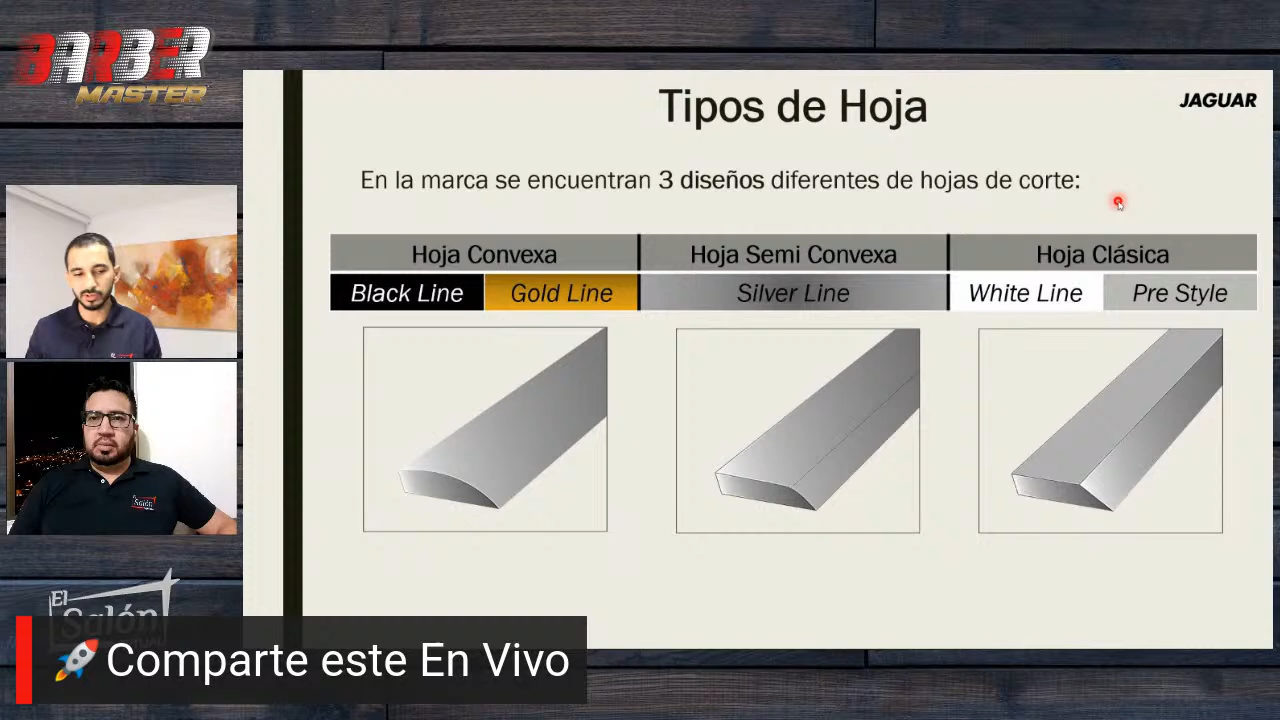 BARBER
MASTER
Tipos de Hoja
JAGUAR
En la marca se encuentran 3 diseños diferentes de hojas de corte:
Hoja Convexa
Hoja Semi Convexa
Hoja Clásica
Black Line
Gold Line
Silver Line
White Line
Pre Style
El
Salón
El
Salón
🚀Comparte este En Vivo